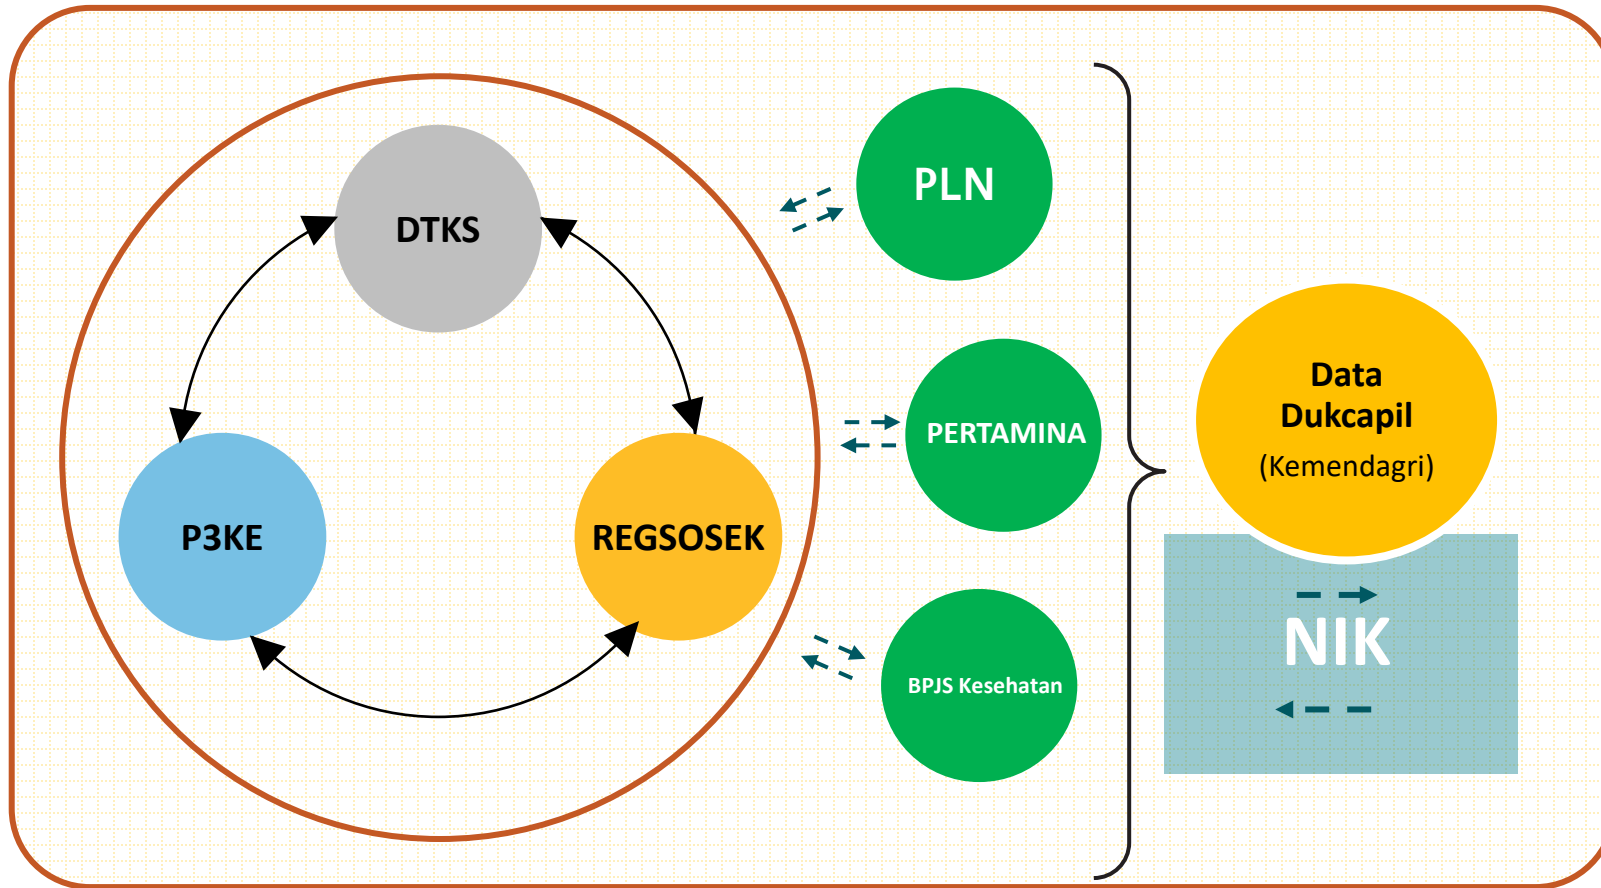 DTKS
P3KE
REGSOSEK
PLN
PERTAMINA
BPJS Kesehatan
Data
Dukcapil
(Kemendagri)
NIK